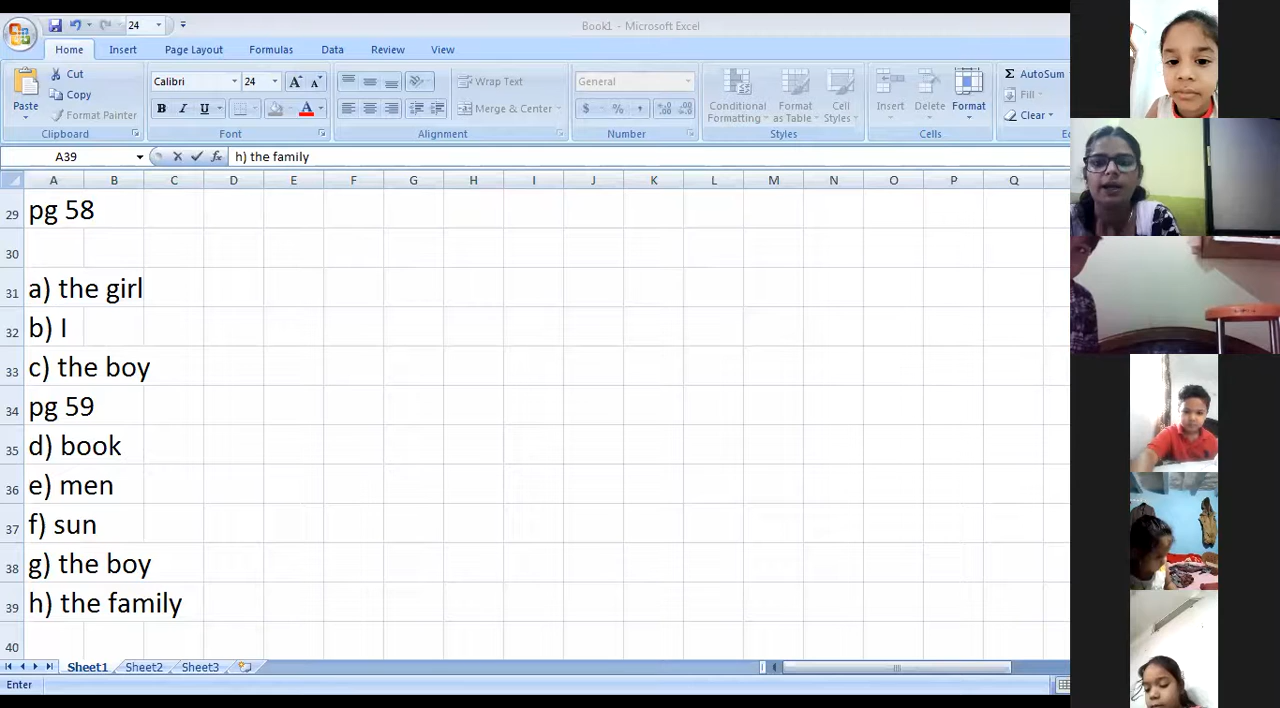 24
Book1 - Microsoft Excel
Home Insert Page Layout Formulas Data Review View
Cut
Copy
Format Painter
Paste
Clipboard
Calibri 24
B I U
Font
Wrap Text
Merge & Center
Alignment
General
$ % ,
Number
Conditional Formatting
Format as Table
Cell Styles
Styles
Insert Delete Format
Cells
Σ AutoSum
Fill
Clear
A39 fx h) the family
A B C D E F G H I J K L M N O P Q
29 pg 58
30
31 a) the girl
32 b) I
33 c) the boy
34 pg 59
35 d) book
36 e) men
37 f) sun
38 g) the boy
39 h) the family
40
Sheet1 Sheet2 Sheet3
Enter